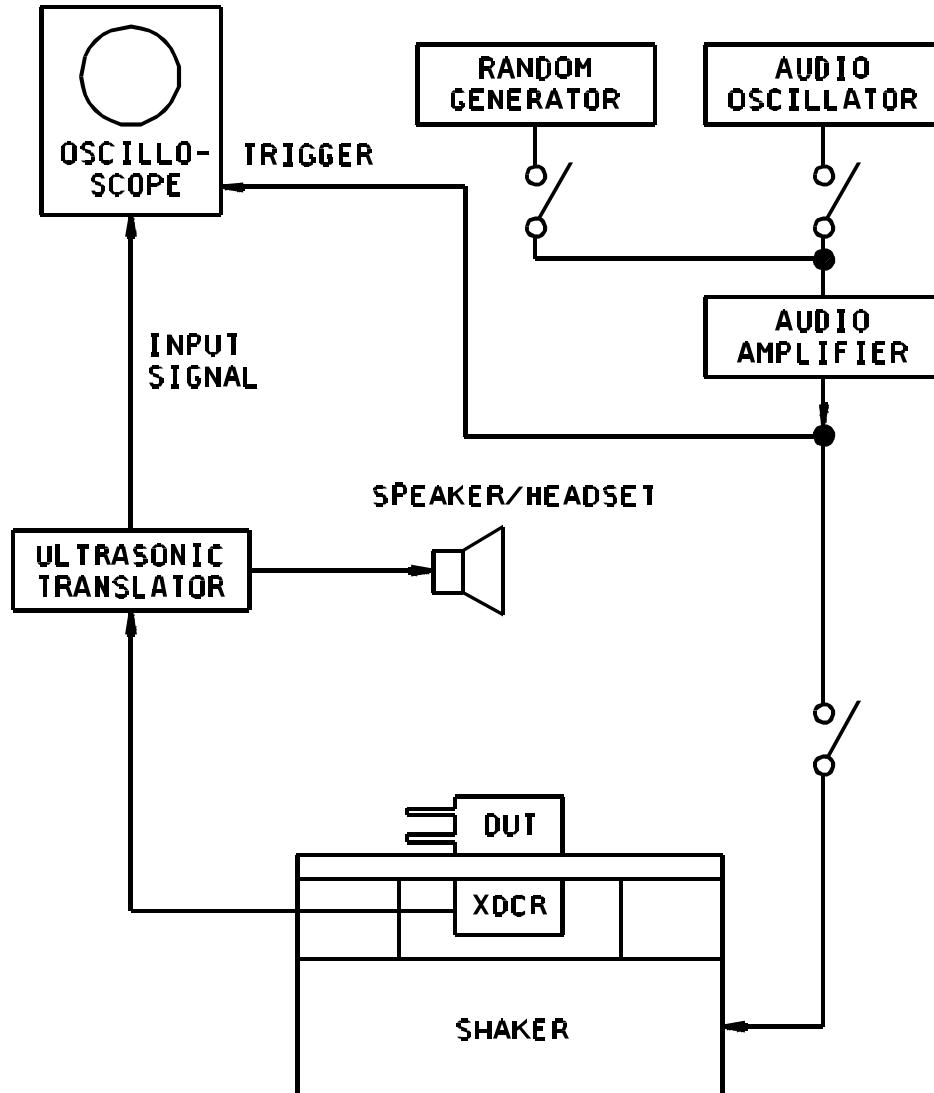 RANDOM
GENERATOR
AUDIO
OSCILLATOR
OSCILLO-
SCOPE
TRIGGER
AUDIO
AMPLIFIER
INPUT
SIGNAL
SPEAKER/HEADSET
ULTRASONIC
TRANSLATOR
DUT
XDCR
SHAKER